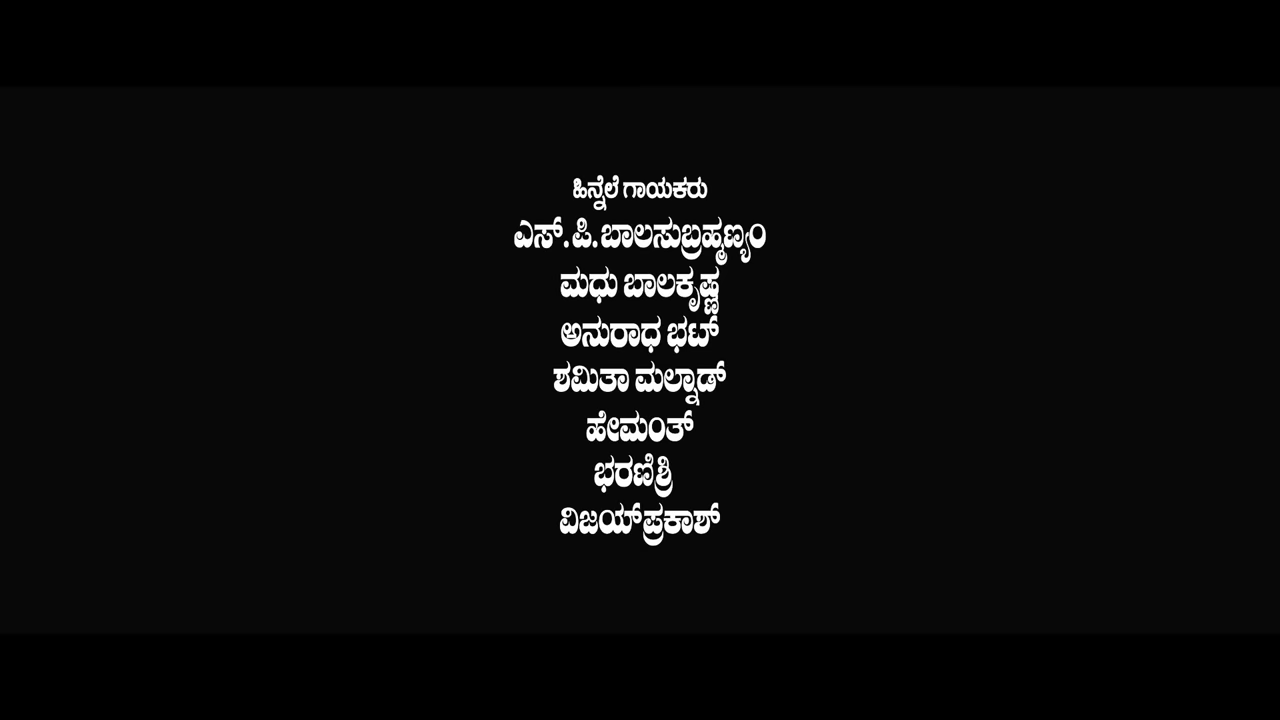 ಹಿನ್ನೆಲೆ ಗಾಯಕರು
ಎಸ್. ಪಿ. ಬಾಲಸುಬ್ರಹ್ಮಣ್ಯಂ
ಮಧು ಬಾಲಕೃಷ್ಣ
ಅನುರಾಧ ಭಟ್
ಶಮಿತಾ ಮಲ್ನಾಡ್
ಹೇಮಂತ್
ಭರಣಿಶ್ರಿ
ವಿಜಯ್‌ಪ್ರಕಾಶ್